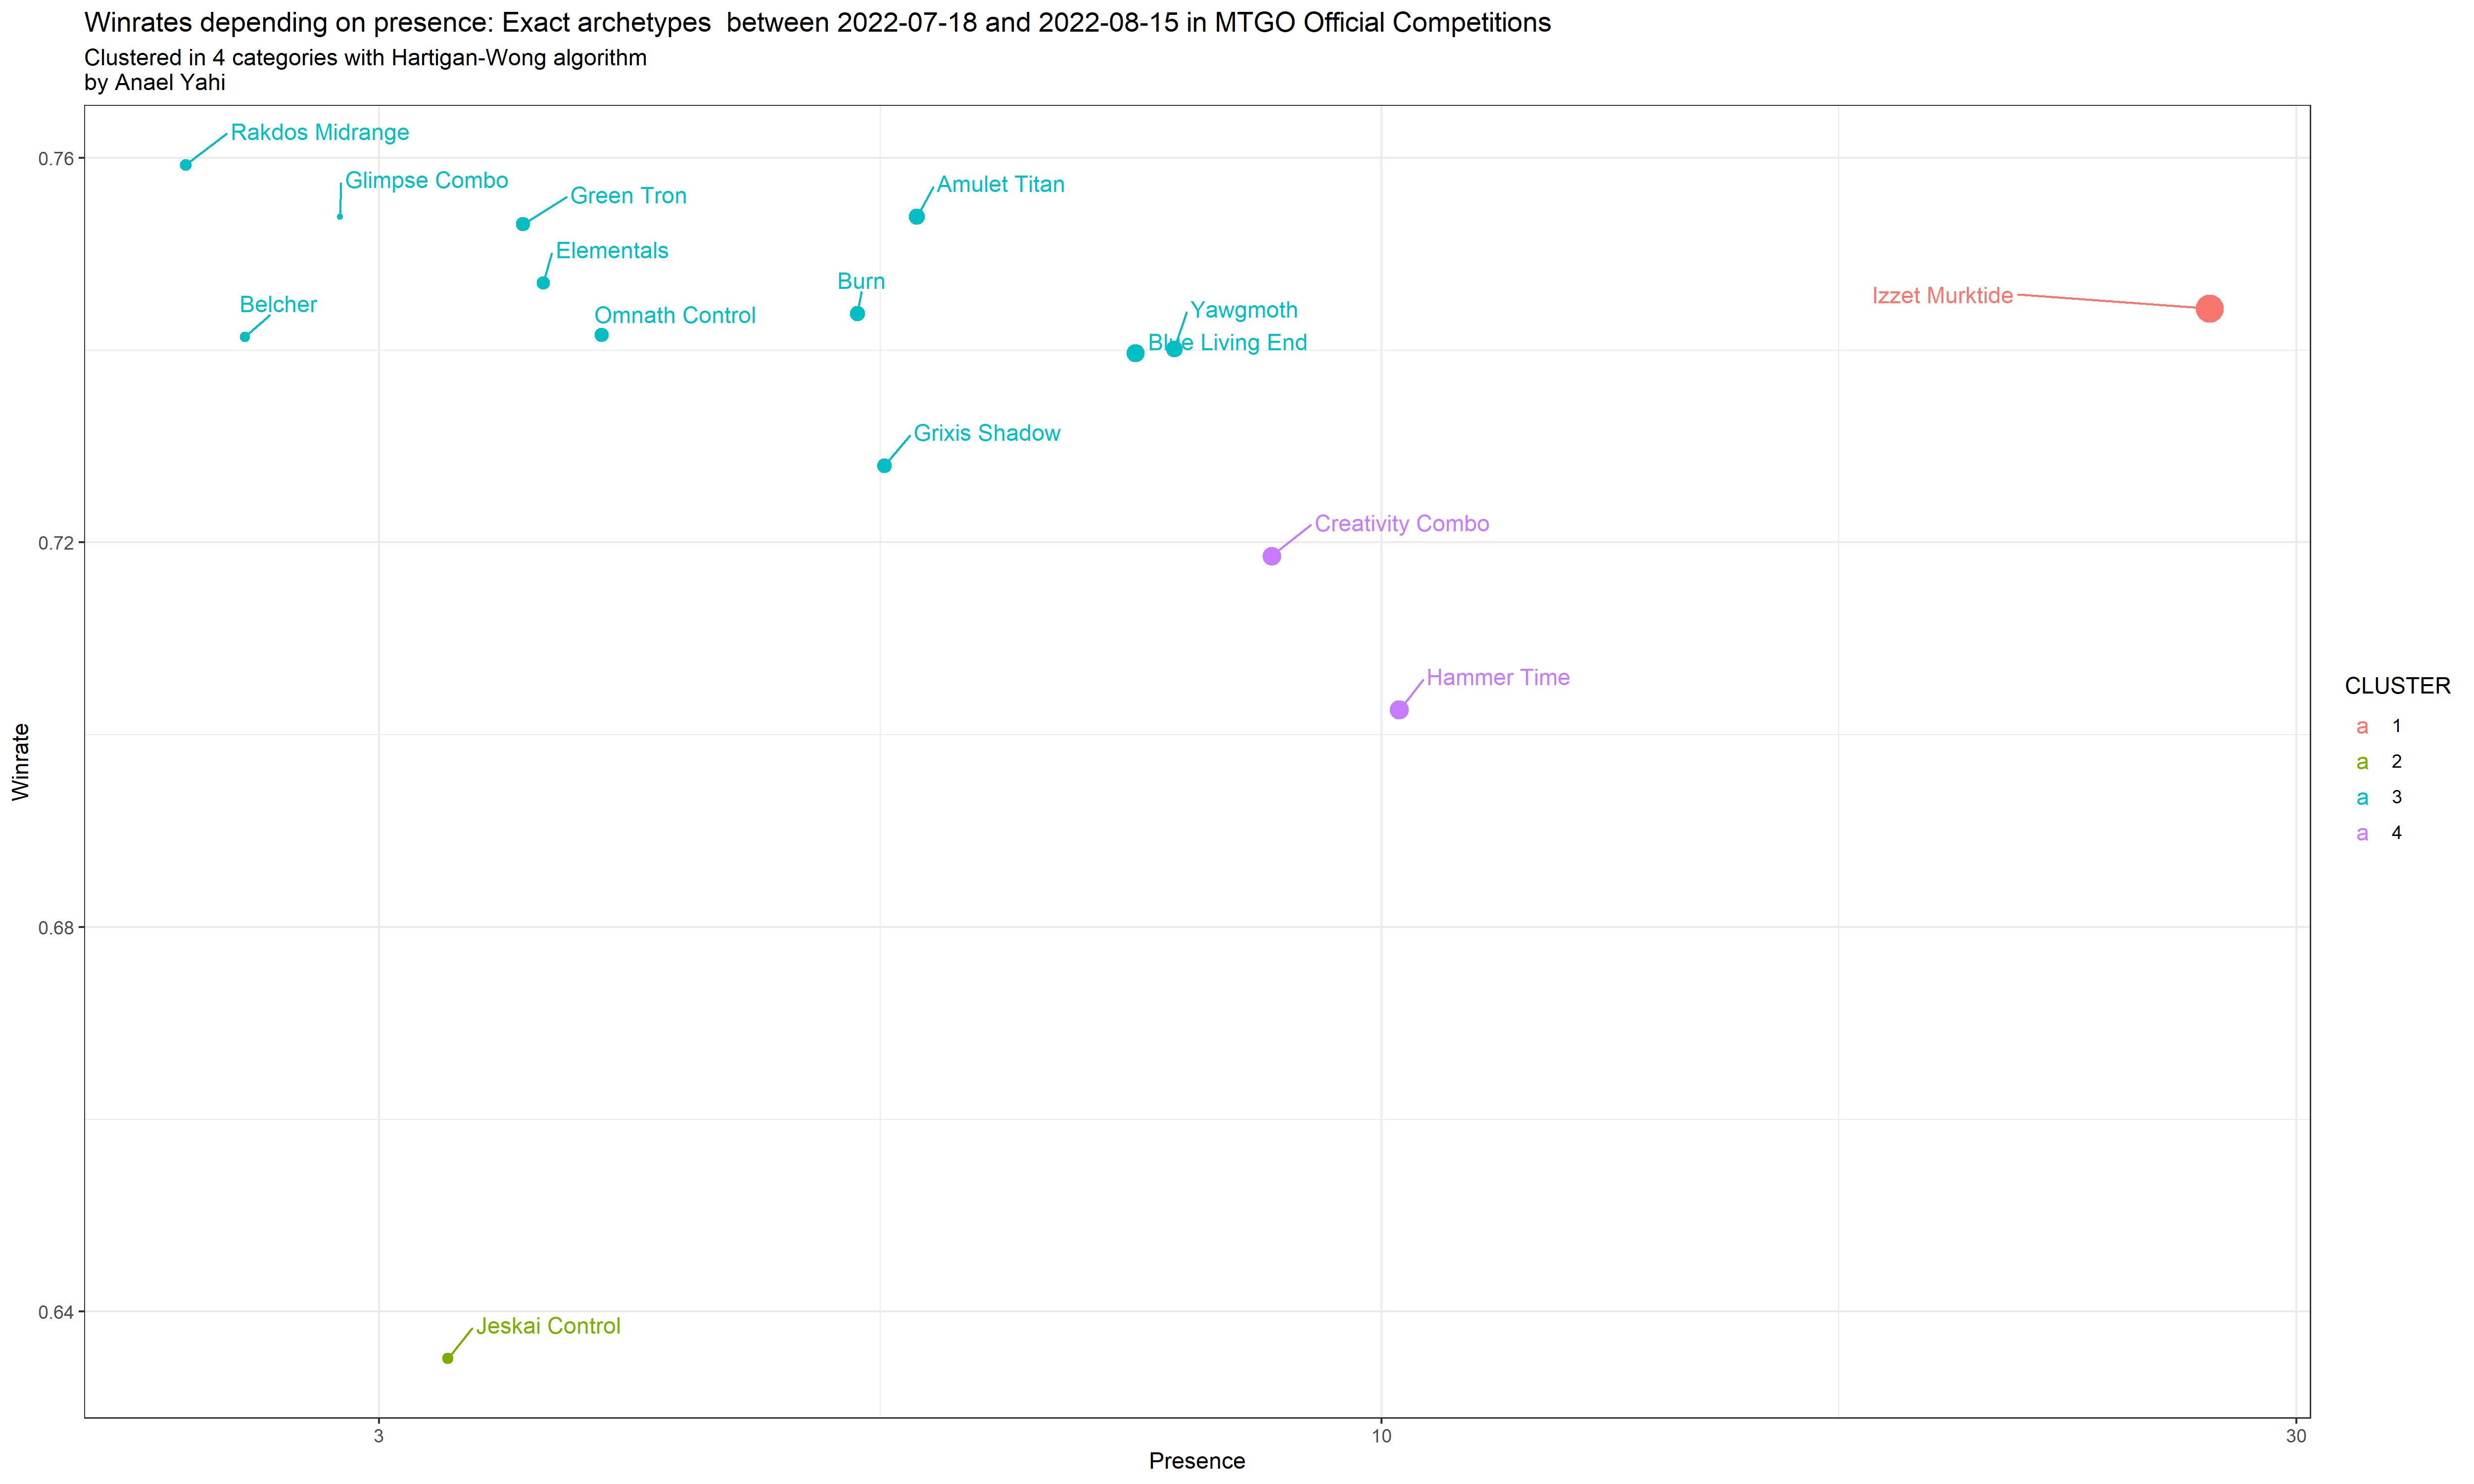 Winrates depending on presence: Exact archetypes  between 2022-07-18 and 2022-08-15 in MTGO Official Competitions
Clustered in 4 categories with Hartigan-Wong algorithm
by Anael Yahi
Rakdos Midrange
0.76
Glimpse Combo
Amulet Titan
Green Tron
Elementals
Burn
Izzet Murktide
Belcher
Yawgmoth
Omnath Control
Blue Living End
Grixis Shadow
Creativity Combo
0.72
Hammer Time
CLUSTER
a 1
a 2
a 3
a 4
Winrate
0.68
0.64
Jeskai Control
3
10
30
Presence